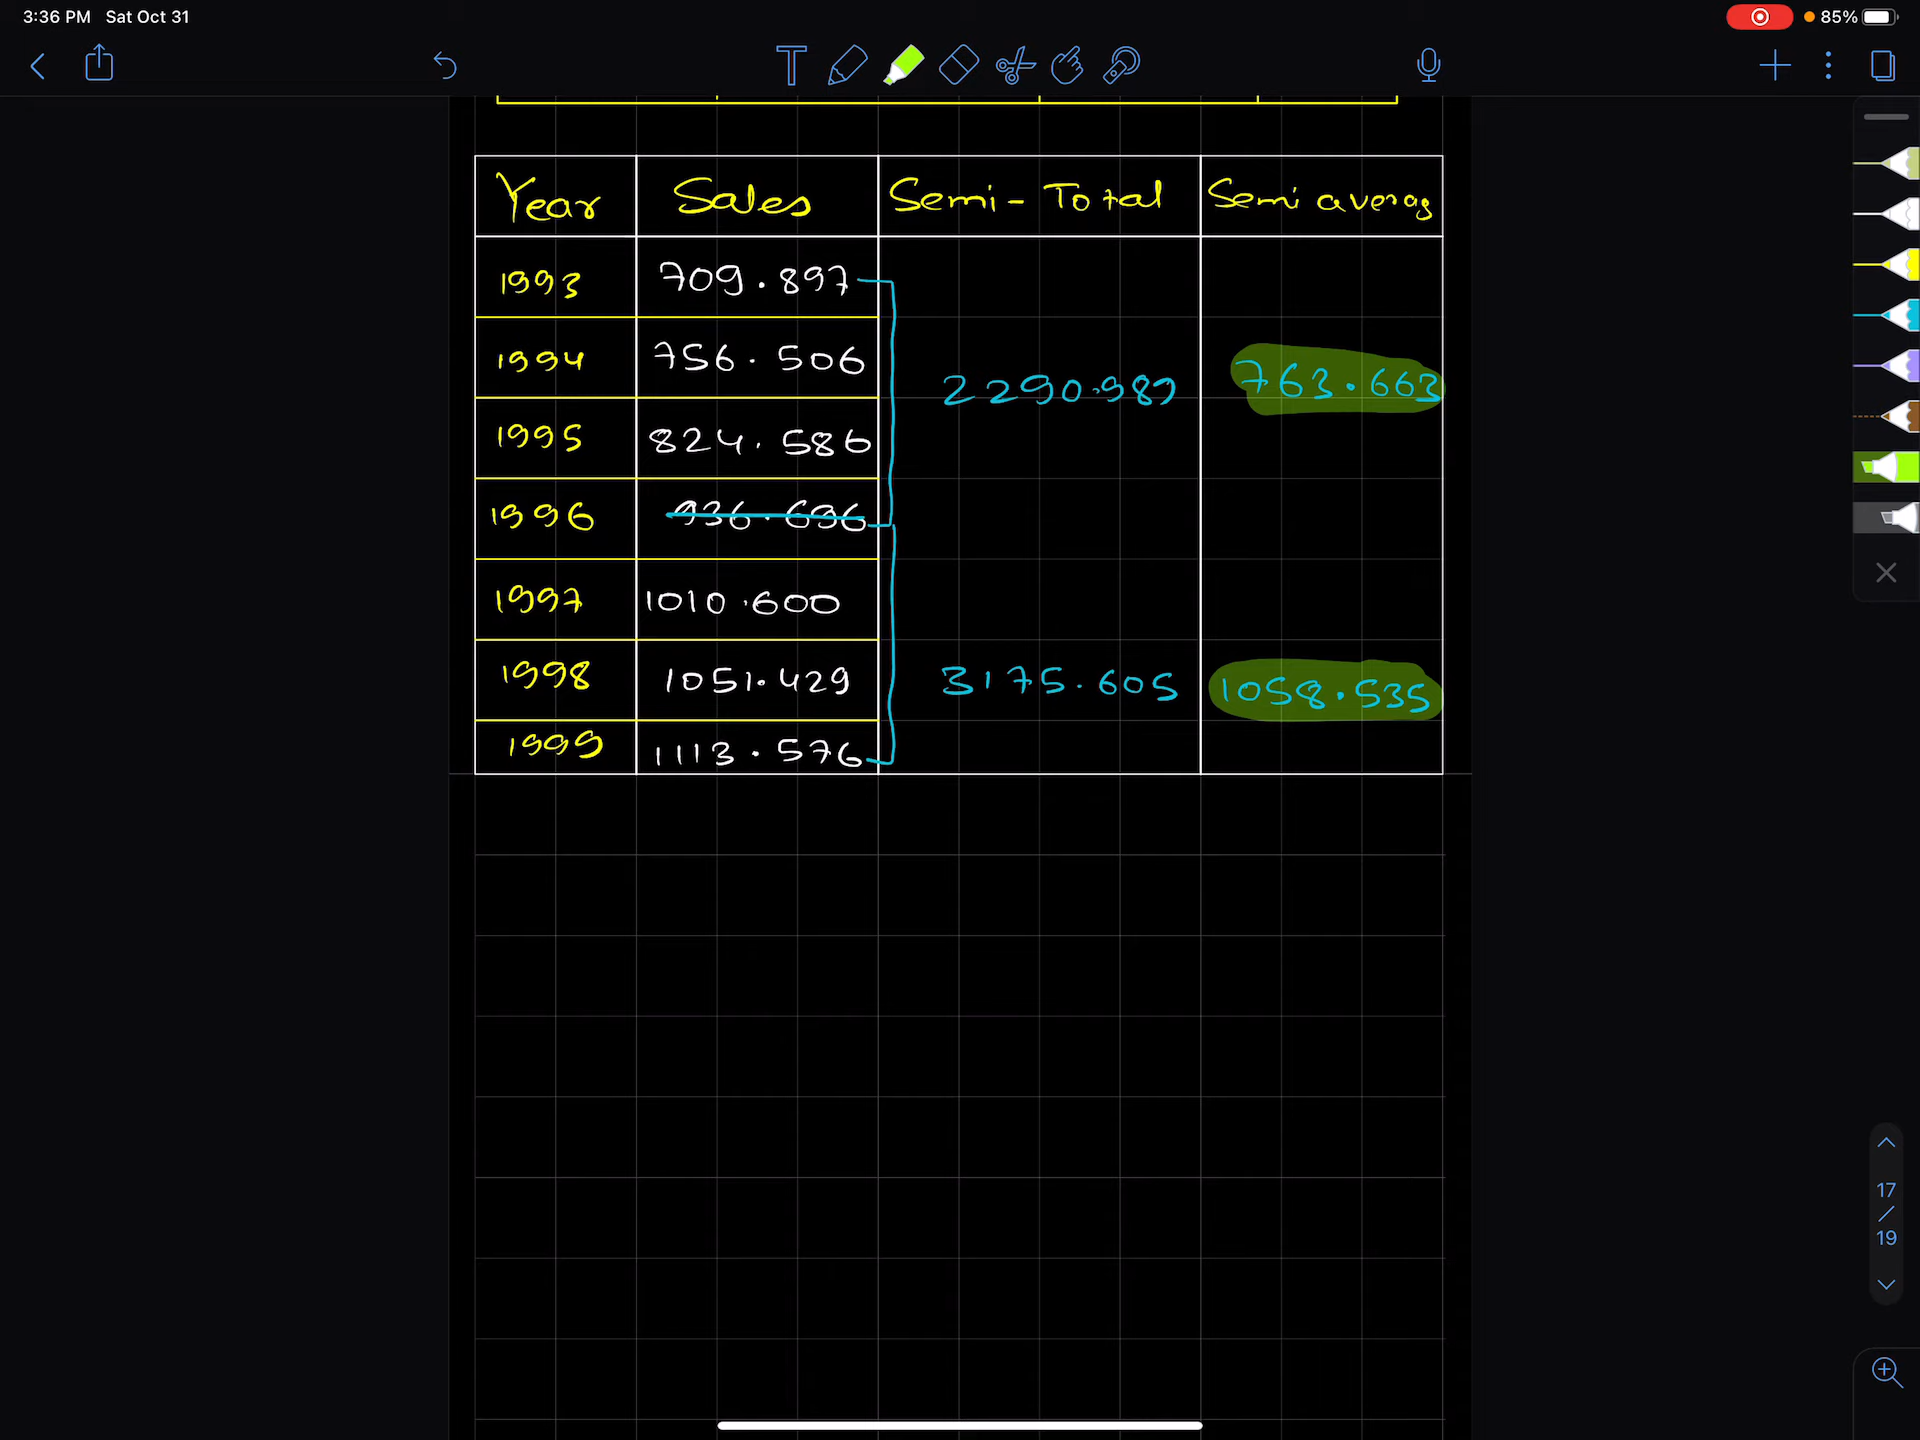 3:36 PM Sat Oct 31
85%
Year Sales Semi-Total Semi averag
1993 709.897
1994 756.506 2290.989 763.663
1995 824.586
1996 936.696
1997 1010.600
1998 1051.429 3175.605 1058.535
1999 1113.576
17
/
19